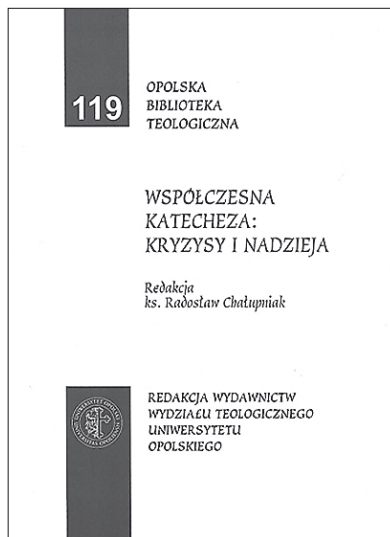 119
OPOLSKA
BIBLIOTEKA
TEOLOGICZNA
WSPÓŁCZESNA
KATECHEZA:
KRYZYSY I NADZIEJA
Redakcja
ks. Radosław Chałupniak
REDAKCJA WYDAWNICTW
WYDZIAŁU TEOLOGICZNEGO
UNIWERSYTETU
OPOLSKIEGO